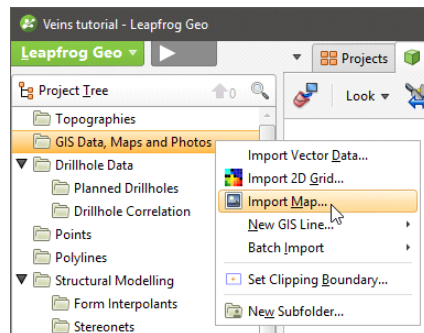 Veins tutorial - Leapfrog Geo
Leapfrog Geo
Projects
Project Tree
0
Look
Topographies
GIS Data, Maps and Photos
Drillhole Data
Planned Drillholes
Drillhole Correlation
Points
Polylines
Structural Modelling
Form Interpolants
Stereonets
Import Vector Data...
Import 2D Grid...
Import Map...
New GIS Line...
Batch Import
Set Clipping Boundary...
New Subfolder...